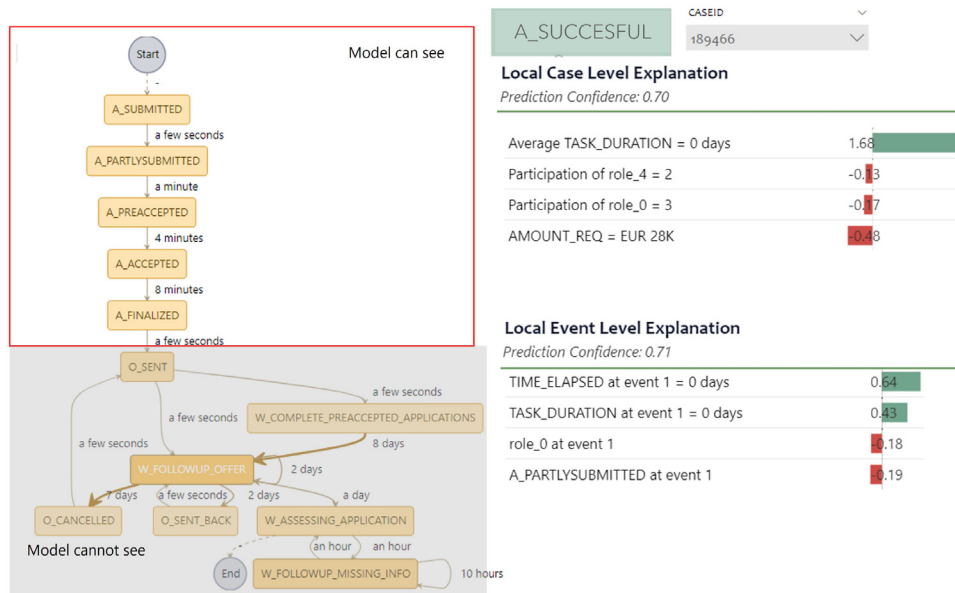 Model can see
Start
-
A_SUBMITTED
a few seconds
A_PARTLYSUBMITTED
a minute
A_PREACCEPTED
4 minutes
A_ACCEPTED
8 minutes
A_FINALIZED
a few seconds
O_SENT
a few seconds
W_COMPLETE_PREACCEPTED_APPLICATIONS
a few seconds
a few seconds
8 days
W_FOLLOWUP_OFFER
2 days
7 days
a few seconds
2 days
a day
O_CANCELLED
O_SENT_BACK
W_ASSESSING_APPLICATION
Model cannot see
-
an hour
an hour
End
W_FOLLOWUP_MISSING_INFO
10 hours
A_SUCCESFUL
CASEID
189466
Local Case Level Explanation
Prediction Confidence: 0.70
Average TASK_DURATION = 0 days 1.68
Participation of role_4 = 2 -0.13
Participation of role_0 = 3 -0.17
AMOUNT_REQ = EUR 28K -0.48
Local Event Level Explanation
Prediction Confidence: 0.71
TIME_ELAPSED at event 1 = 0 days 0.64
TASK_DURATION at event 1 = 0 days 0.43
role_0 at event 1 -0.18
A_PARTLYSUBMITTED at event 1 -0.19